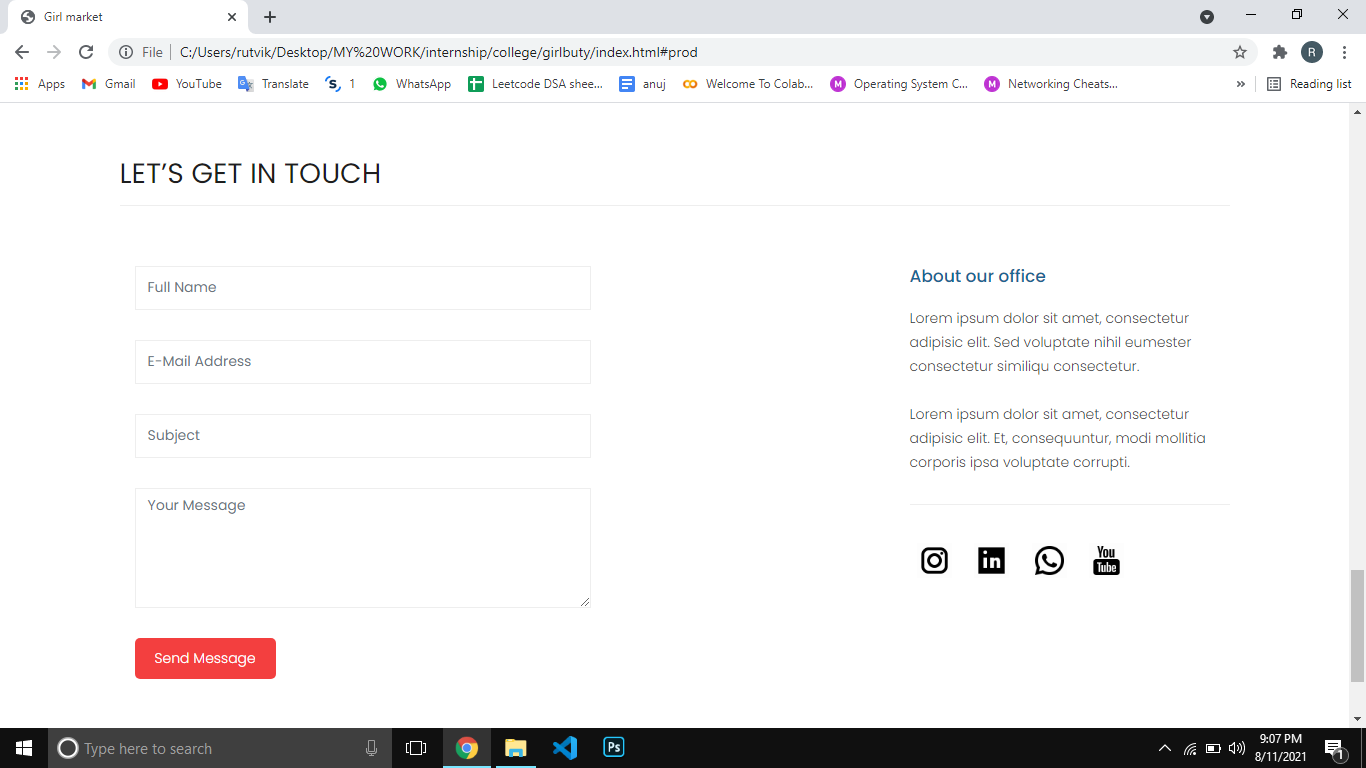 Girl market
File
C:/Users/rutvik/Desktop/MY%20WORK/internship/college/girlbuty/index.html#prod
R
Apps
Gmail
YouTube
Translate
1
WhatsApp
Leetcode DSA shee...
anuj
Welcome To Colab...
M
Operating System C...
M
Networking Cheats...
»
Reading list
LET’S GET IN TOUCH
Full Name
E-Mail Address
Subject
Your Message
Send Message
About our office
Lorem ipsum dolor sit amet, consectetur
adipisic elit. Sed voluptate nihil eumester
consectetur similiqu consectetur.
Lorem ipsum dolor sit amet, consectetur
adipisic elit. Et, consequuntur, modi mollitia
corporis ipsa voluptate corrupti.
in
You
Tube
Type here to search
Ps
9:07 PM
8/11/2021
1